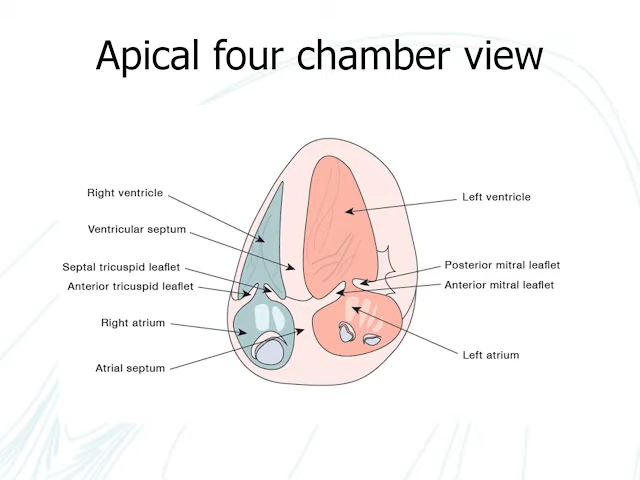 Apical four chamber view
Right ventricle
Ventricular septum
Septal tricuspid leaflet
Anterior tricuspid leaflet
Right atrium
Atrial septum
Left ventricle
Posterior mitral leaflet
Anterior mitral leaflet
Left atrium